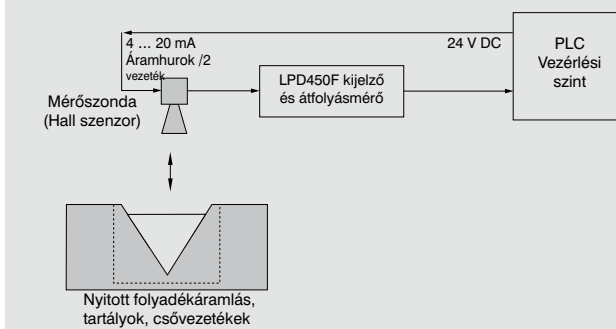 4 ... 20 mA
Áramhurok /2
vezeték
24 V DC
PLC
Vezérlési
szint
LPD450F kijelző
és átfolyásmérő
Mérőszonda
(Hall szenzor)
Nyitott folyadékáramlás,
tartályok, csővezetékek